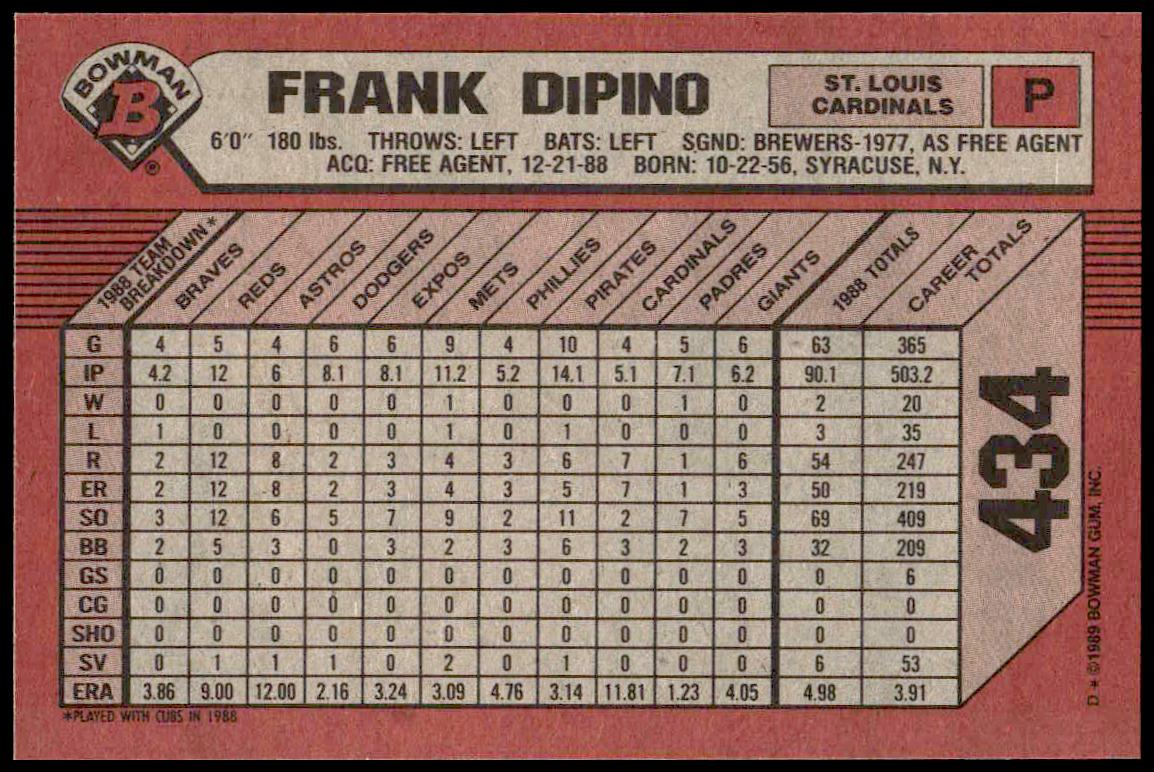 BOWMAN
B
®
FRANK DiPINO
ST. LOUIS
CARDINALS
P
6'0" 180 lbs. THROWS: LEFT BATS: LEFT SGND: BREWERS-1977, AS FREE AGENT
ACQ: FREE AGENT, 12-21-88 BORN: 10-22-56, SYRACUSE, N.Y.
1988 TEAM BREAKDOWN* BRAVES REDS ASTROS DODGERS EXPOS METS PHILLIES PIRATES CARDINALS PADRES GIANTS 1988 TOTALS CAREER TOTALS
G 4 5 4 6 6 9 4 10 4 5 6 63 365
IP 4.2 12 6 8.1 8.1 11.2 5.2 14.1 5.1 7.1 6.2 90.1 503.2
W 0 0 0 0 0 1 0 0 0 1 0 2 20
L 1 0 0 0 0 1 0 1 0 0 0 3 35
R 2 12 8 2 3 4 3 6 7 1 6 54 247
ER 2 12 8 2 3 4 3 5 7 1 3 50 219
SO 3 12 6 5 7 9 2 11 2 7 5 69 409
BB 2 5 3 0 3 2 3 6 3 2 3 32 209
GS 0 0 0 0 0 0 0 0 0 0 0 0 6
CG 0 0 0 0 0 0 0 0 0 0 0 0 0
SHO 0 0 0 0 0 0 0 0 0 0 0 0 0
SV 0 1 1 1 0 2 0 1 0 0 0 6 53
ERA 3.86 9.00 12.00 2.16 3.24 3.09 4.76 3.14 11.81 1.23 4.05 4.98 3.91
*PLAYED WITH CUBS IN 1988
434
D * ©1989 BOWMAN GUM, INC.